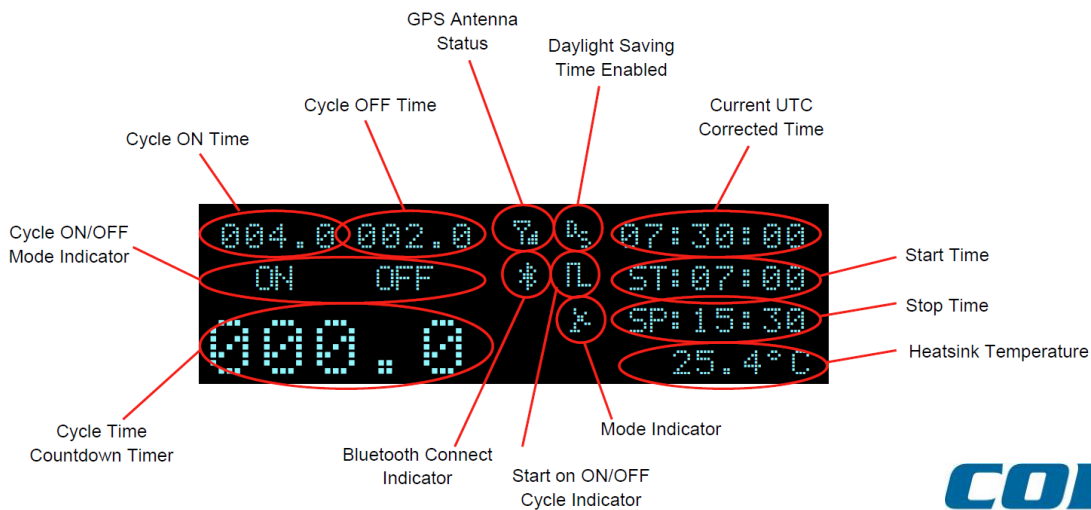 GPS Antenna
Status
Daylight Saving
Time Enabled
Cycle OFF Time
Current UTC
Corrected Time
Cycle ON Time
004.0 002.0 07:30:00
Cycle ON/OFF
Mode Indicator
ON OFF ST:07:00
Start Time
SP:15:30
Stop Time
000.0
25.4°C
Heatsink Temperature
Cycle Time
Countdown Timer
Bluetooth Connect
Indicator
Start on ON/OFF
Cycle Indicator
Mode Indicator